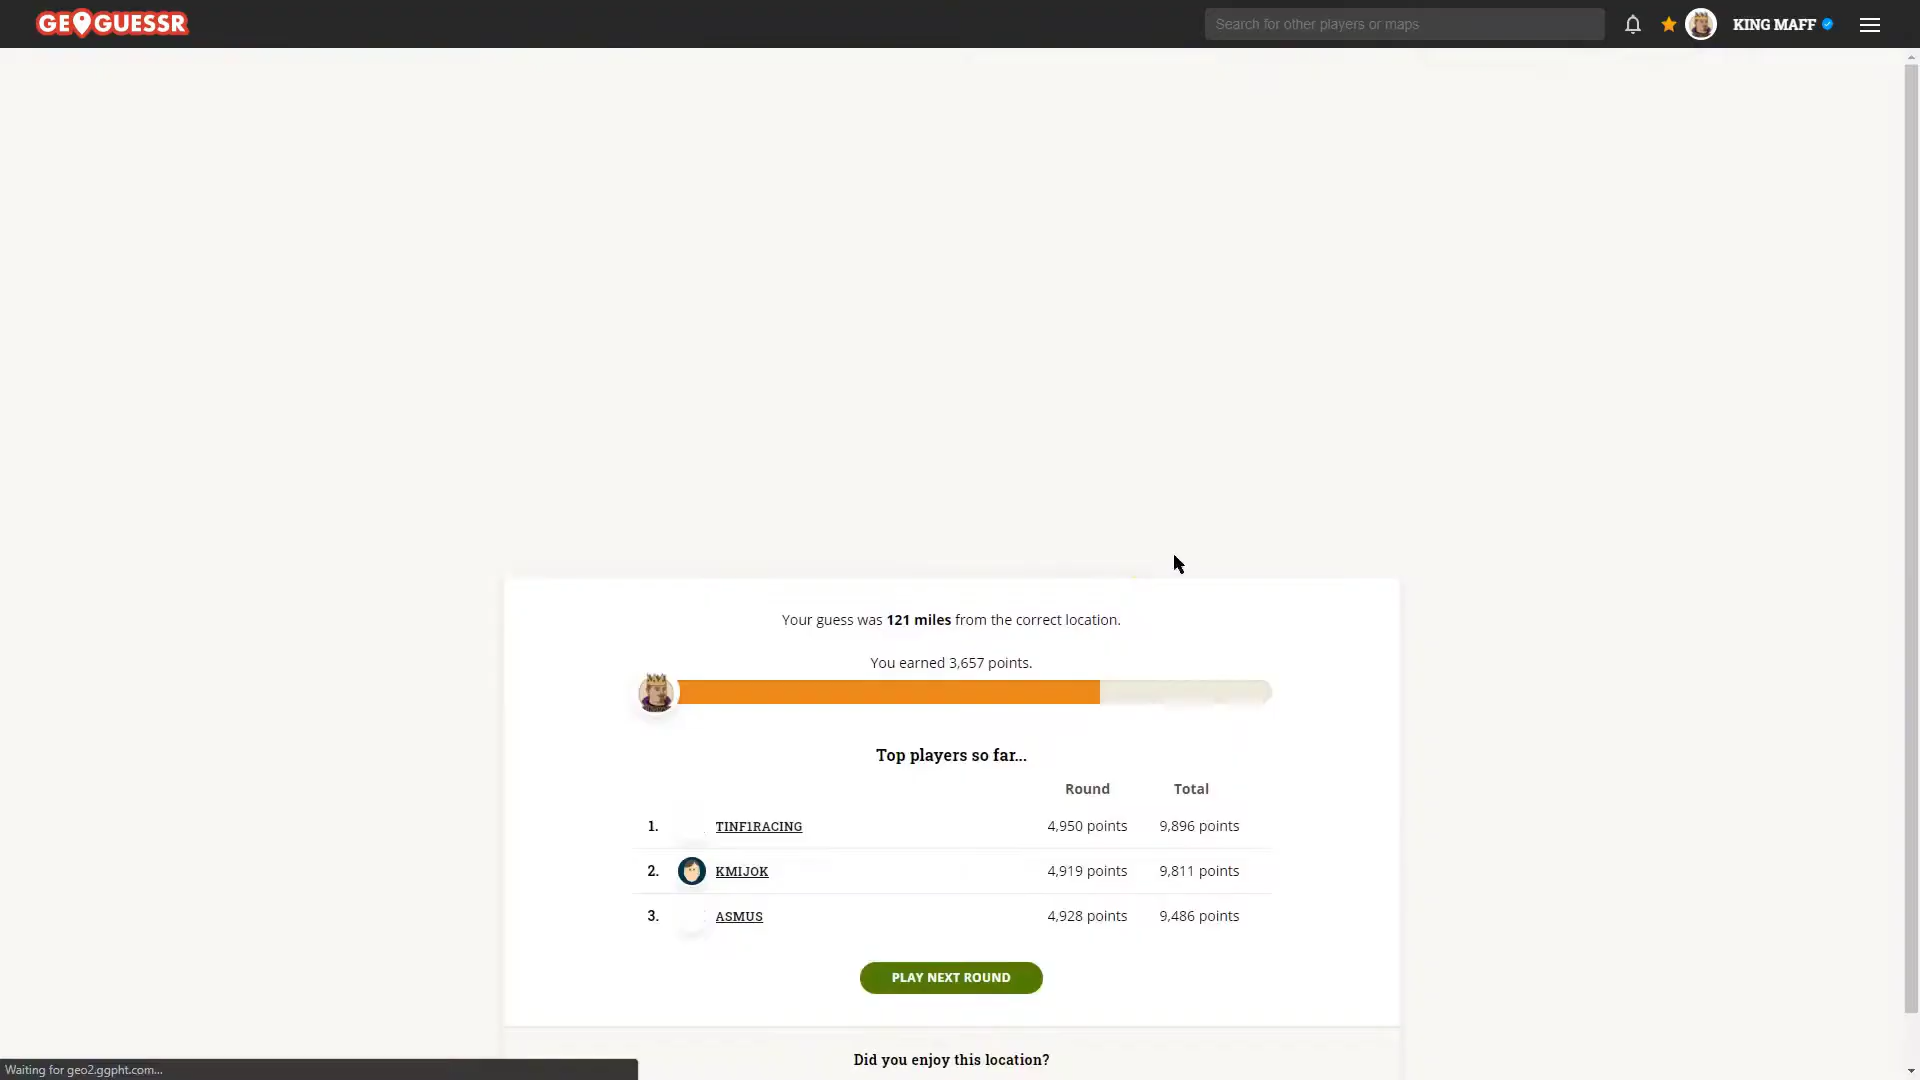 GEOGUESSR
Search for other players or maps
KING MAFF
Your guess was 121 miles from the correct location.
You earned 3,657 points.
Top players so far...
Round Total
1. TINF1RACING 4,950 points 9,896 points
2. KMIJOK 4,919 points 9,811 points
3. ASMUS 4,928 points 9,486 points
PLAY NEXT ROUND
Did you enjoy this location?
Waiting for geo2.ggpht.com...